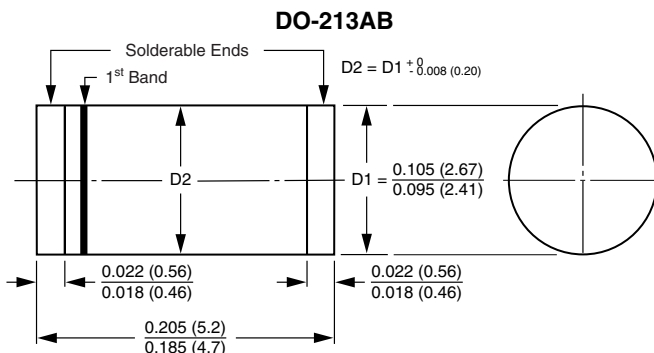 DO-213AB
Solderable Ends
D2 = D1 + 0 - 0.008 (0.20)
1st Band
D2
D1 = 0.105 (2.67)
0.095 (2.41)
0.022 (0.56)
0.018 (0.46)
0.022 (0.56)
0.018 (0.46)
0.205 (5.2)
0.185 (4.7)